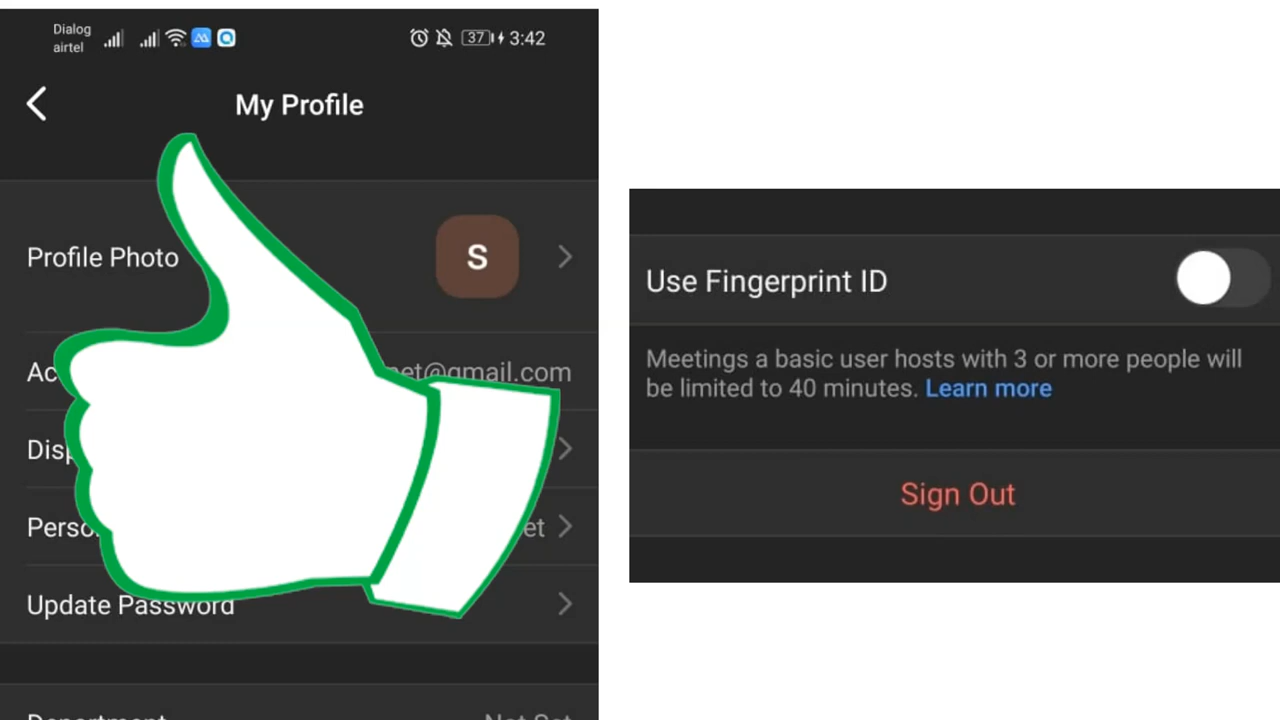 Dialog
airtel
37
3:42
My Profile
Profile Photo
S
net@gmail.com
Update Password
Use Fingerprint ID
Meetings a basic user hosts with 3 or more people will
be limited to 40 minutes. Learn more
Sign Out